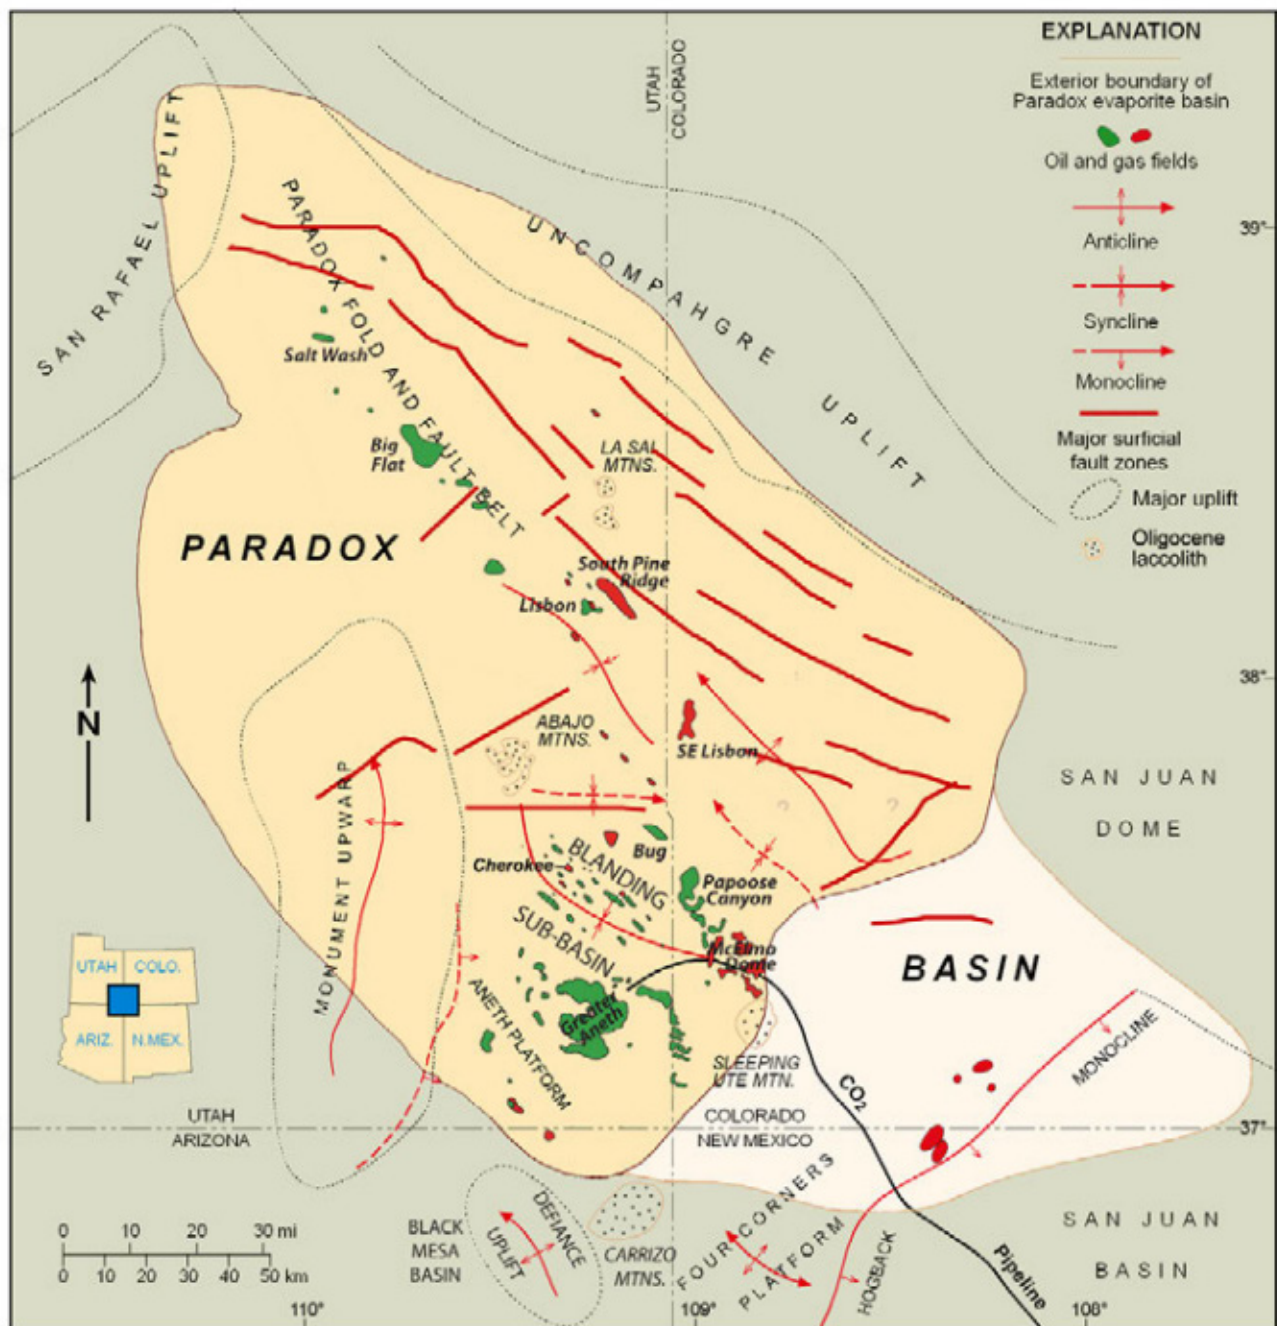 EXPLANATION
Exterior boundary of
Paradox evaporite basin
Oil and gas fields
Anticline
Syncline
Monocline
Major surficial
fault zones
Major uplift
Oligocene
laccolith
UTAH
COLORADO
39°
38°
37°
SAN RAFAEL UPLIFT
PARADOX FOLD AND FAULT BELT
UNCOMPAHGRE UPLIFT
Salt Wash
Big
Flat
LA SAL
MTNS.
PARADOX
South Pine
Ridge
Lisbon
ABAJO
MTNS.
SE Lisbon
SAN JUAN
DOME
N
MONUMENT UPWARP
Bug
Cherokee
BLANDING
SUB-BASIN
Papoose
Canyon
McElmo
Dome
BASIN
Greater
Aneth
ANETH PLATFORM
SLEEPING
UTE MTN.
CO2
MONOCLINE
UTAH
COLO.
ARIZ.
N.MEX.
UTAH
ARIZONA
COLORADO
NEW MEXICO
BLACK
MESA
BASIN
DEFIANCE
UPLIFT
CARRIZO
MTNS.
FOUR CORNERS
PLATFORM
HOGBACK
Pipeline
SAN JUAN
BASIN
0 10 20 30 mi
0 10 20 30 40 50 km
110°
109°
108°